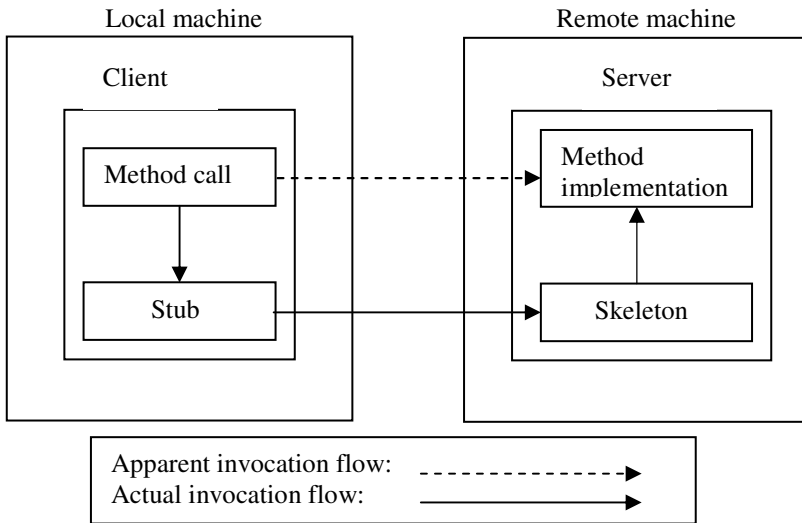 Local machine
Remote machine
Client
Server
Method call
Method
implementation
Stub
Skeleton
Apparent invocation flow:
Actual invocation flow: